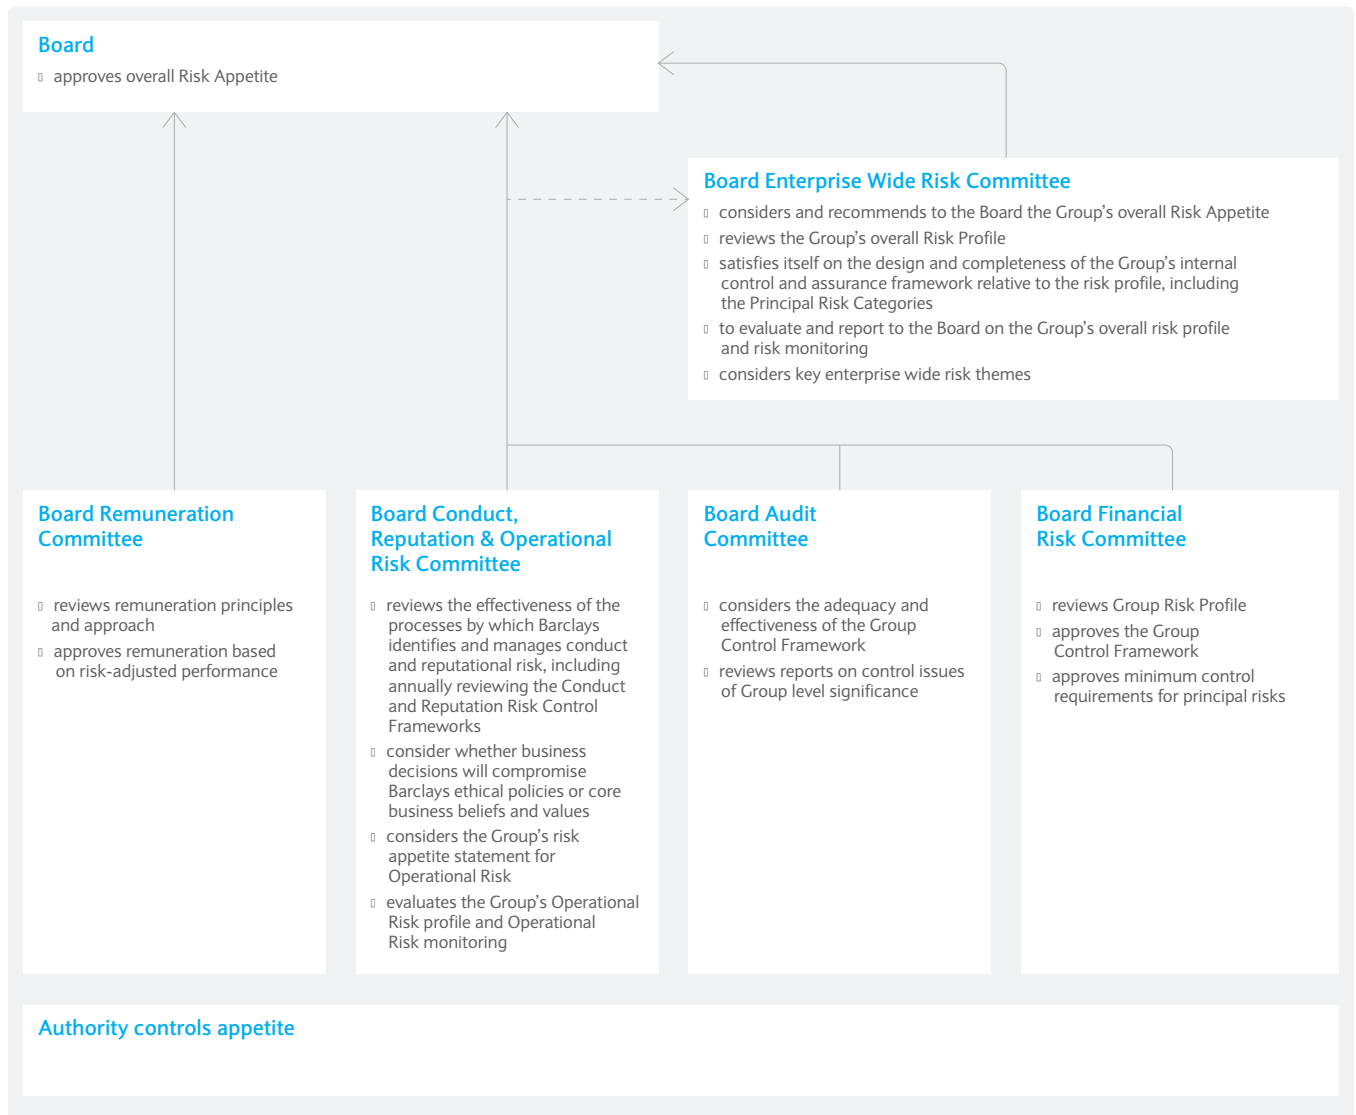 Board
approves overall Risk Appetite
Board Enterprise Wide Risk Committee
considers and recommends to the Board the Group’s overall Risk Appetite
reviews the Group’s overall Risk Profile
satisfies itself on the design and completeness of the Group’s internal
control and assurance framework relative to the risk profile, including
the Principal Risk Categories
to evaluate and report to the Board on the Group’s overall risk profile
and risk monitoring
considers key enterprise wide risk themes
Board Remuneration
Committee
reviews remuneration principles
and approach
approves remuneration based
on risk-adjusted performance
Board Conduct,
Reputation & Operational
Risk Committee
reviews the effectiveness of the
processes by which Barclays
identifies and manages conduct
and reputational risk, including
annually reviewing the Conduct
and Reputation Risk Control
Frameworks
consider whether business
decisions will compromise
Barclays ethical policies or core
business beliefs and values
considers the Group’s risk
appetite statement for
Operational Risk
evaluates the Group’s Operational
Risk profile and Operational
Risk monitoring
Board Audit
Committee
considers the adequacy and
effectiveness of the Group
Control Framework
reviews reports on control issues
of Group level significance
Board Financial
Risk Committee
reviews Group Risk Profile
approves the Group
Control Framework
approves minimum control
requirements for principal risks
Authority controls appetite